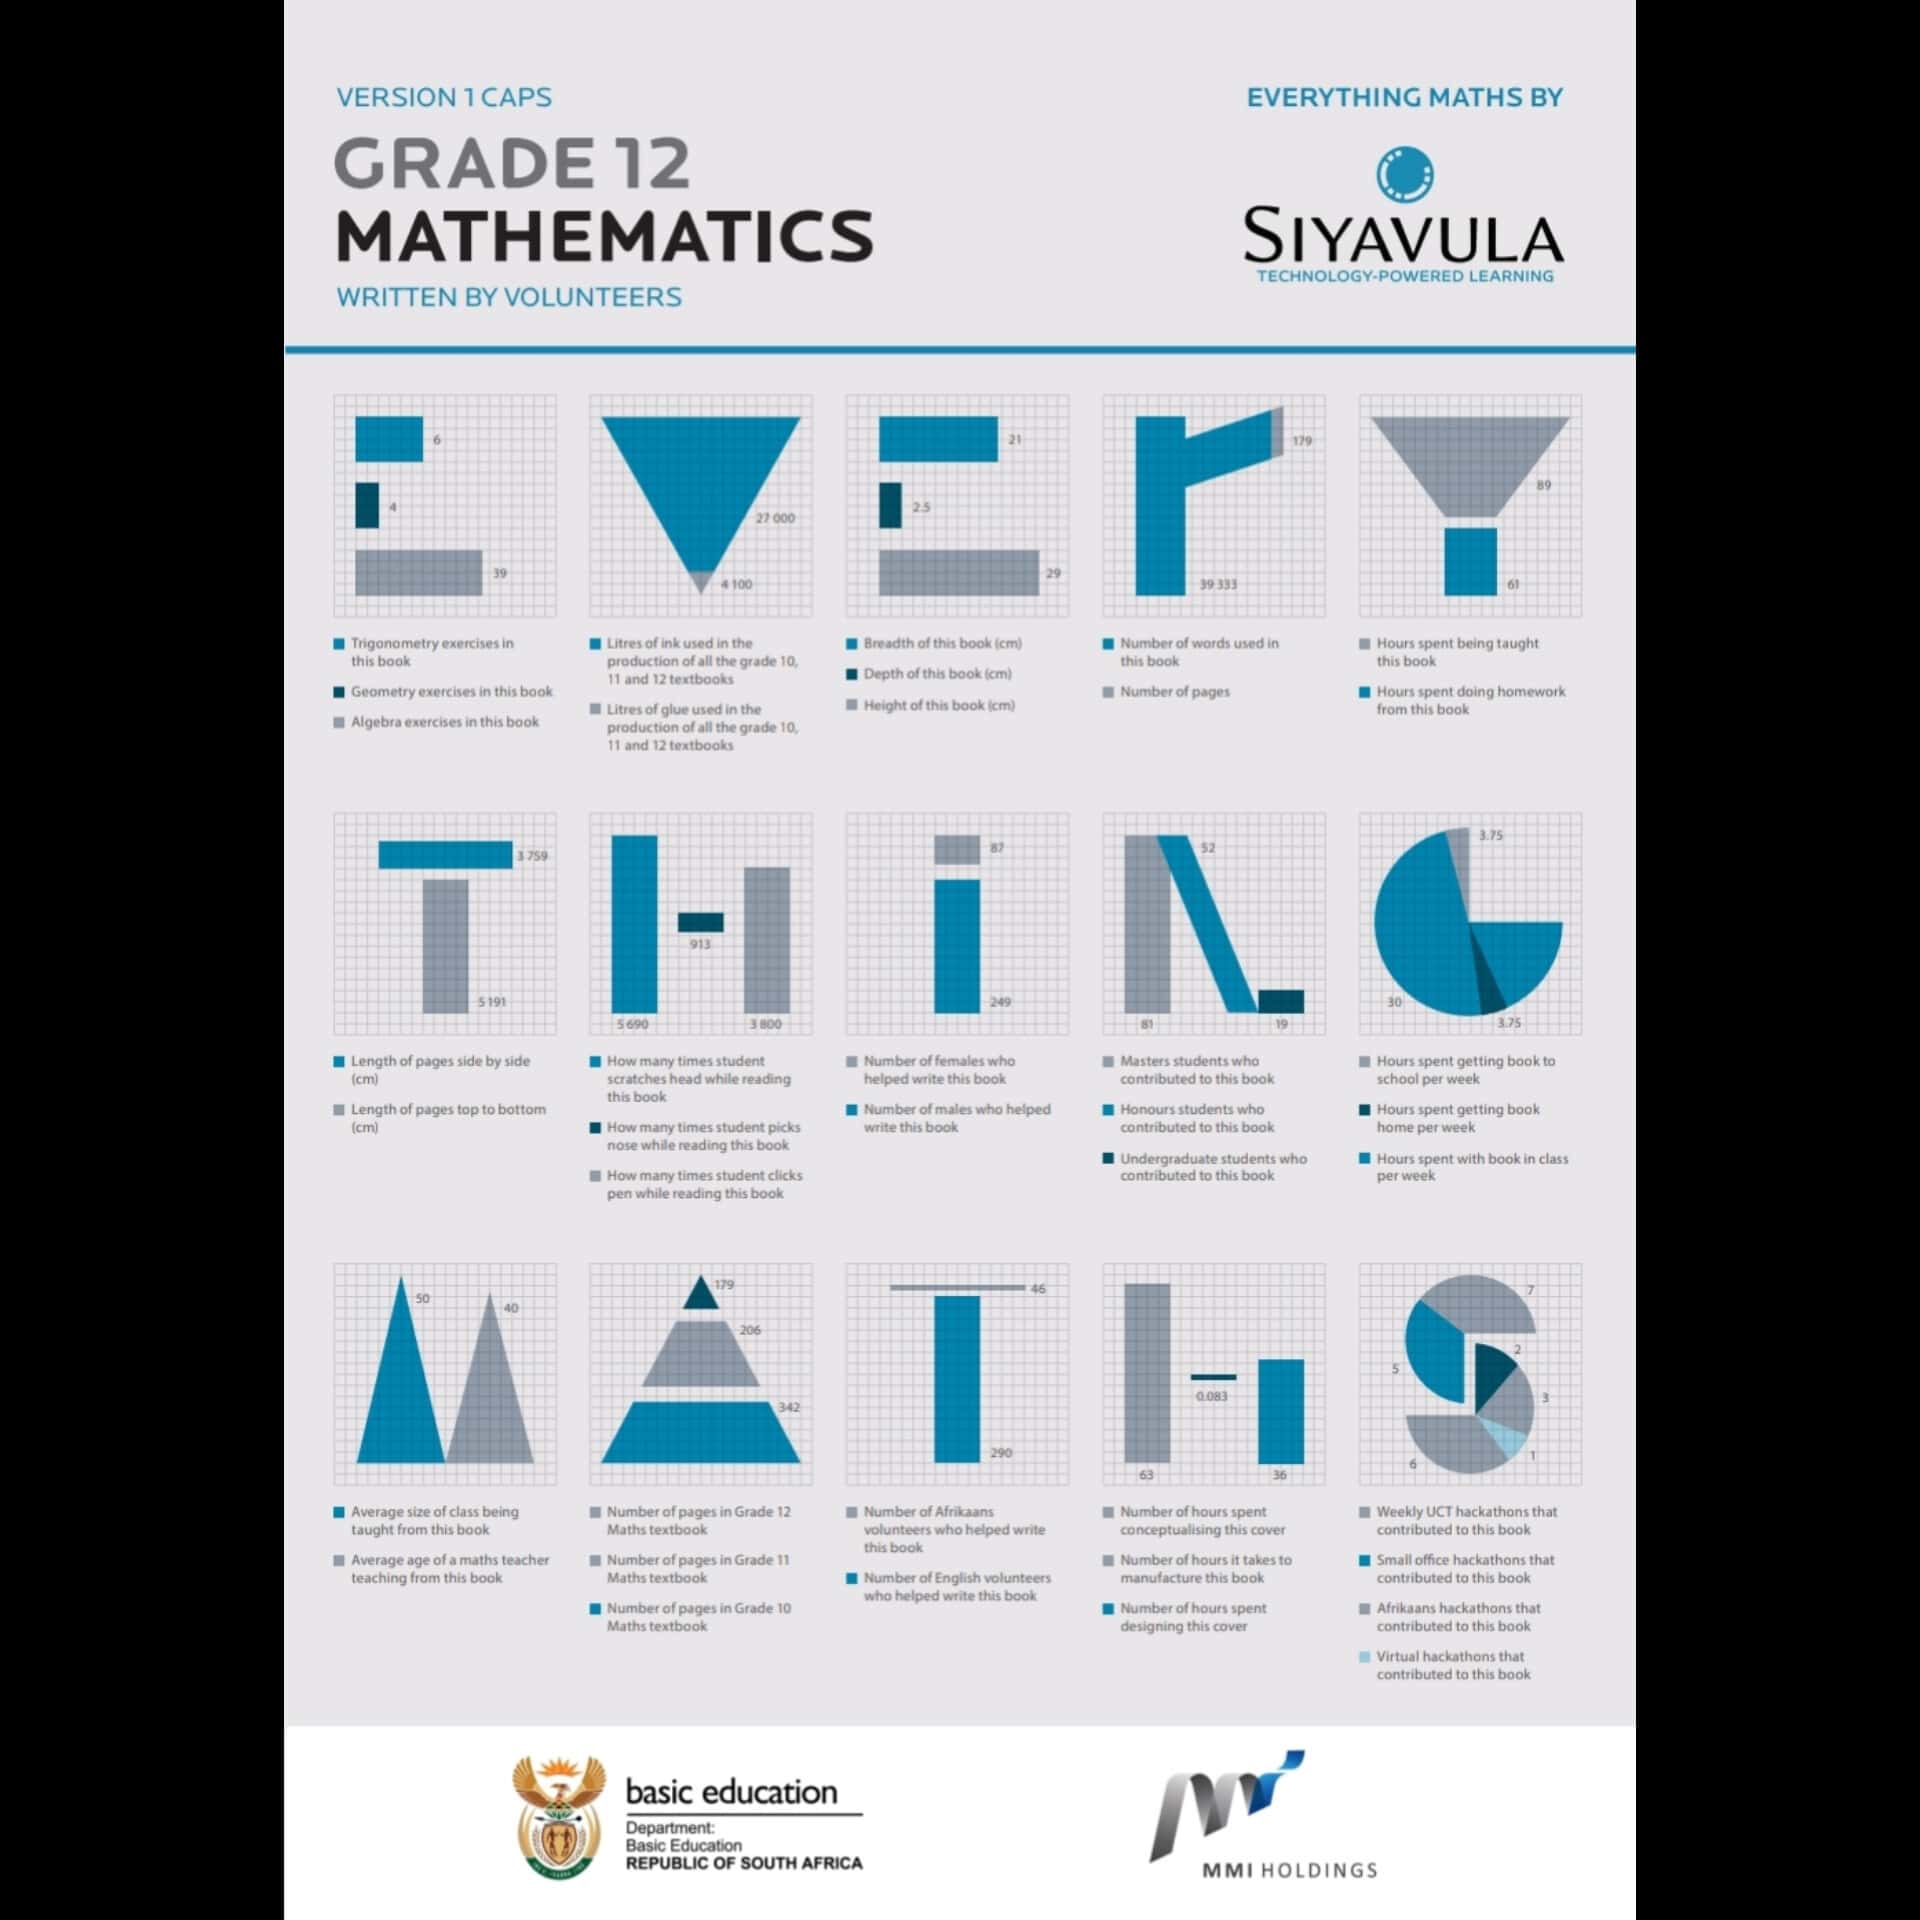 VERSION 1 CAPS
GRADE 12
MATHEMATICS
WRITTEN BY VOLUNTEERS
EVERYTHING MATHS BY
SIYAVULA
TECHNOLOGY-POWERED LEARNING
6
4
39
Trigonometry exercises in
this book
Geometry exercises in this book
Algebra exercises in this book
27 000
4 100
Litres of ink used in the
production of all the grade 10,
11 and 12 textbooks
Litres of glue used in the
production of all the grade 10,
11 and 12 textbooks
21
2.5
29
Breadth of this book (cm)
Depth of this book (cm)
Height of this book (cm)
179
39 333
Number of words used in
this book
Number of pages
89
61
Hours spent being taught
this book
Hours spent doing homework
from this book
3 759
5 191
Length of pages side by side
(cm)
Length of pages top to bottom
(cm)
913
5 690
3 800
How many times student
scratches head while reading
this book
How many times student picks
nose while reading this book
How many times student clicks
pen while reading this book
87
249
Number of females who
helped write this book
Number of males who helped
write this book
52
81
19
Masters students who
contributed to this book
Honours students who
contributed to this book
Undergraduate students who
contributed to this book
3.75
30
3.75
Hours spent getting book to
school per week
Hours spent getting book
home per week
Hours spent with book in class
per week
50
40
Average size of class being
taught from this book
Average age of a maths teacher
teaching from this book
179
206
342
Number of pages in Grade 12
Maths textbook
Number of pages in Grade 11
Maths textbook
Number of pages in Grade 10
Maths textbook
46
290
Number of Afrikaans
volunteers who helped write
this book
Number of English volunteers
who helped write this book
0.083
63
36
Number of hours spent
conceptualising this cover
Number of hours it takes to
manufacture this book
Number of hours spent
designing this cover
7
2
5
3
1
6
Weekly UCT hackathons that
contributed to this book
Small office hackathons that
contributed to this book
Afrikaans hackathons that
contributed to this book
Virtual hackathons that
contributed to this book
basic education
Department:
Basic Education
REPUBLIC OF SOUTH AFRICA
MMI HOLDINGS